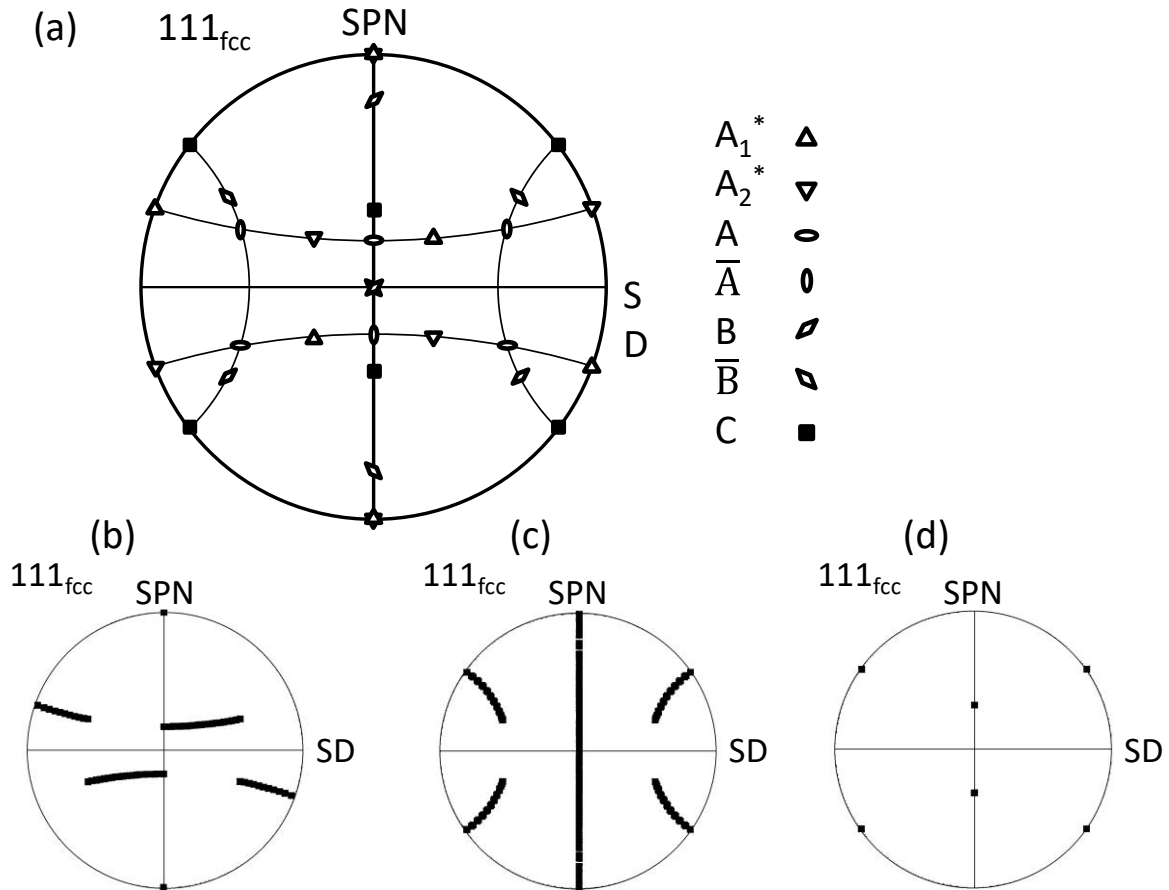 (a)
111fcc
SPN
S
D
A1*
A2*
A
A̅
B
B̅
C
(b)
(c)
(d)
111fcc
SPN
SD
111fcc
SPN
SD
111fcc
SPN
SD